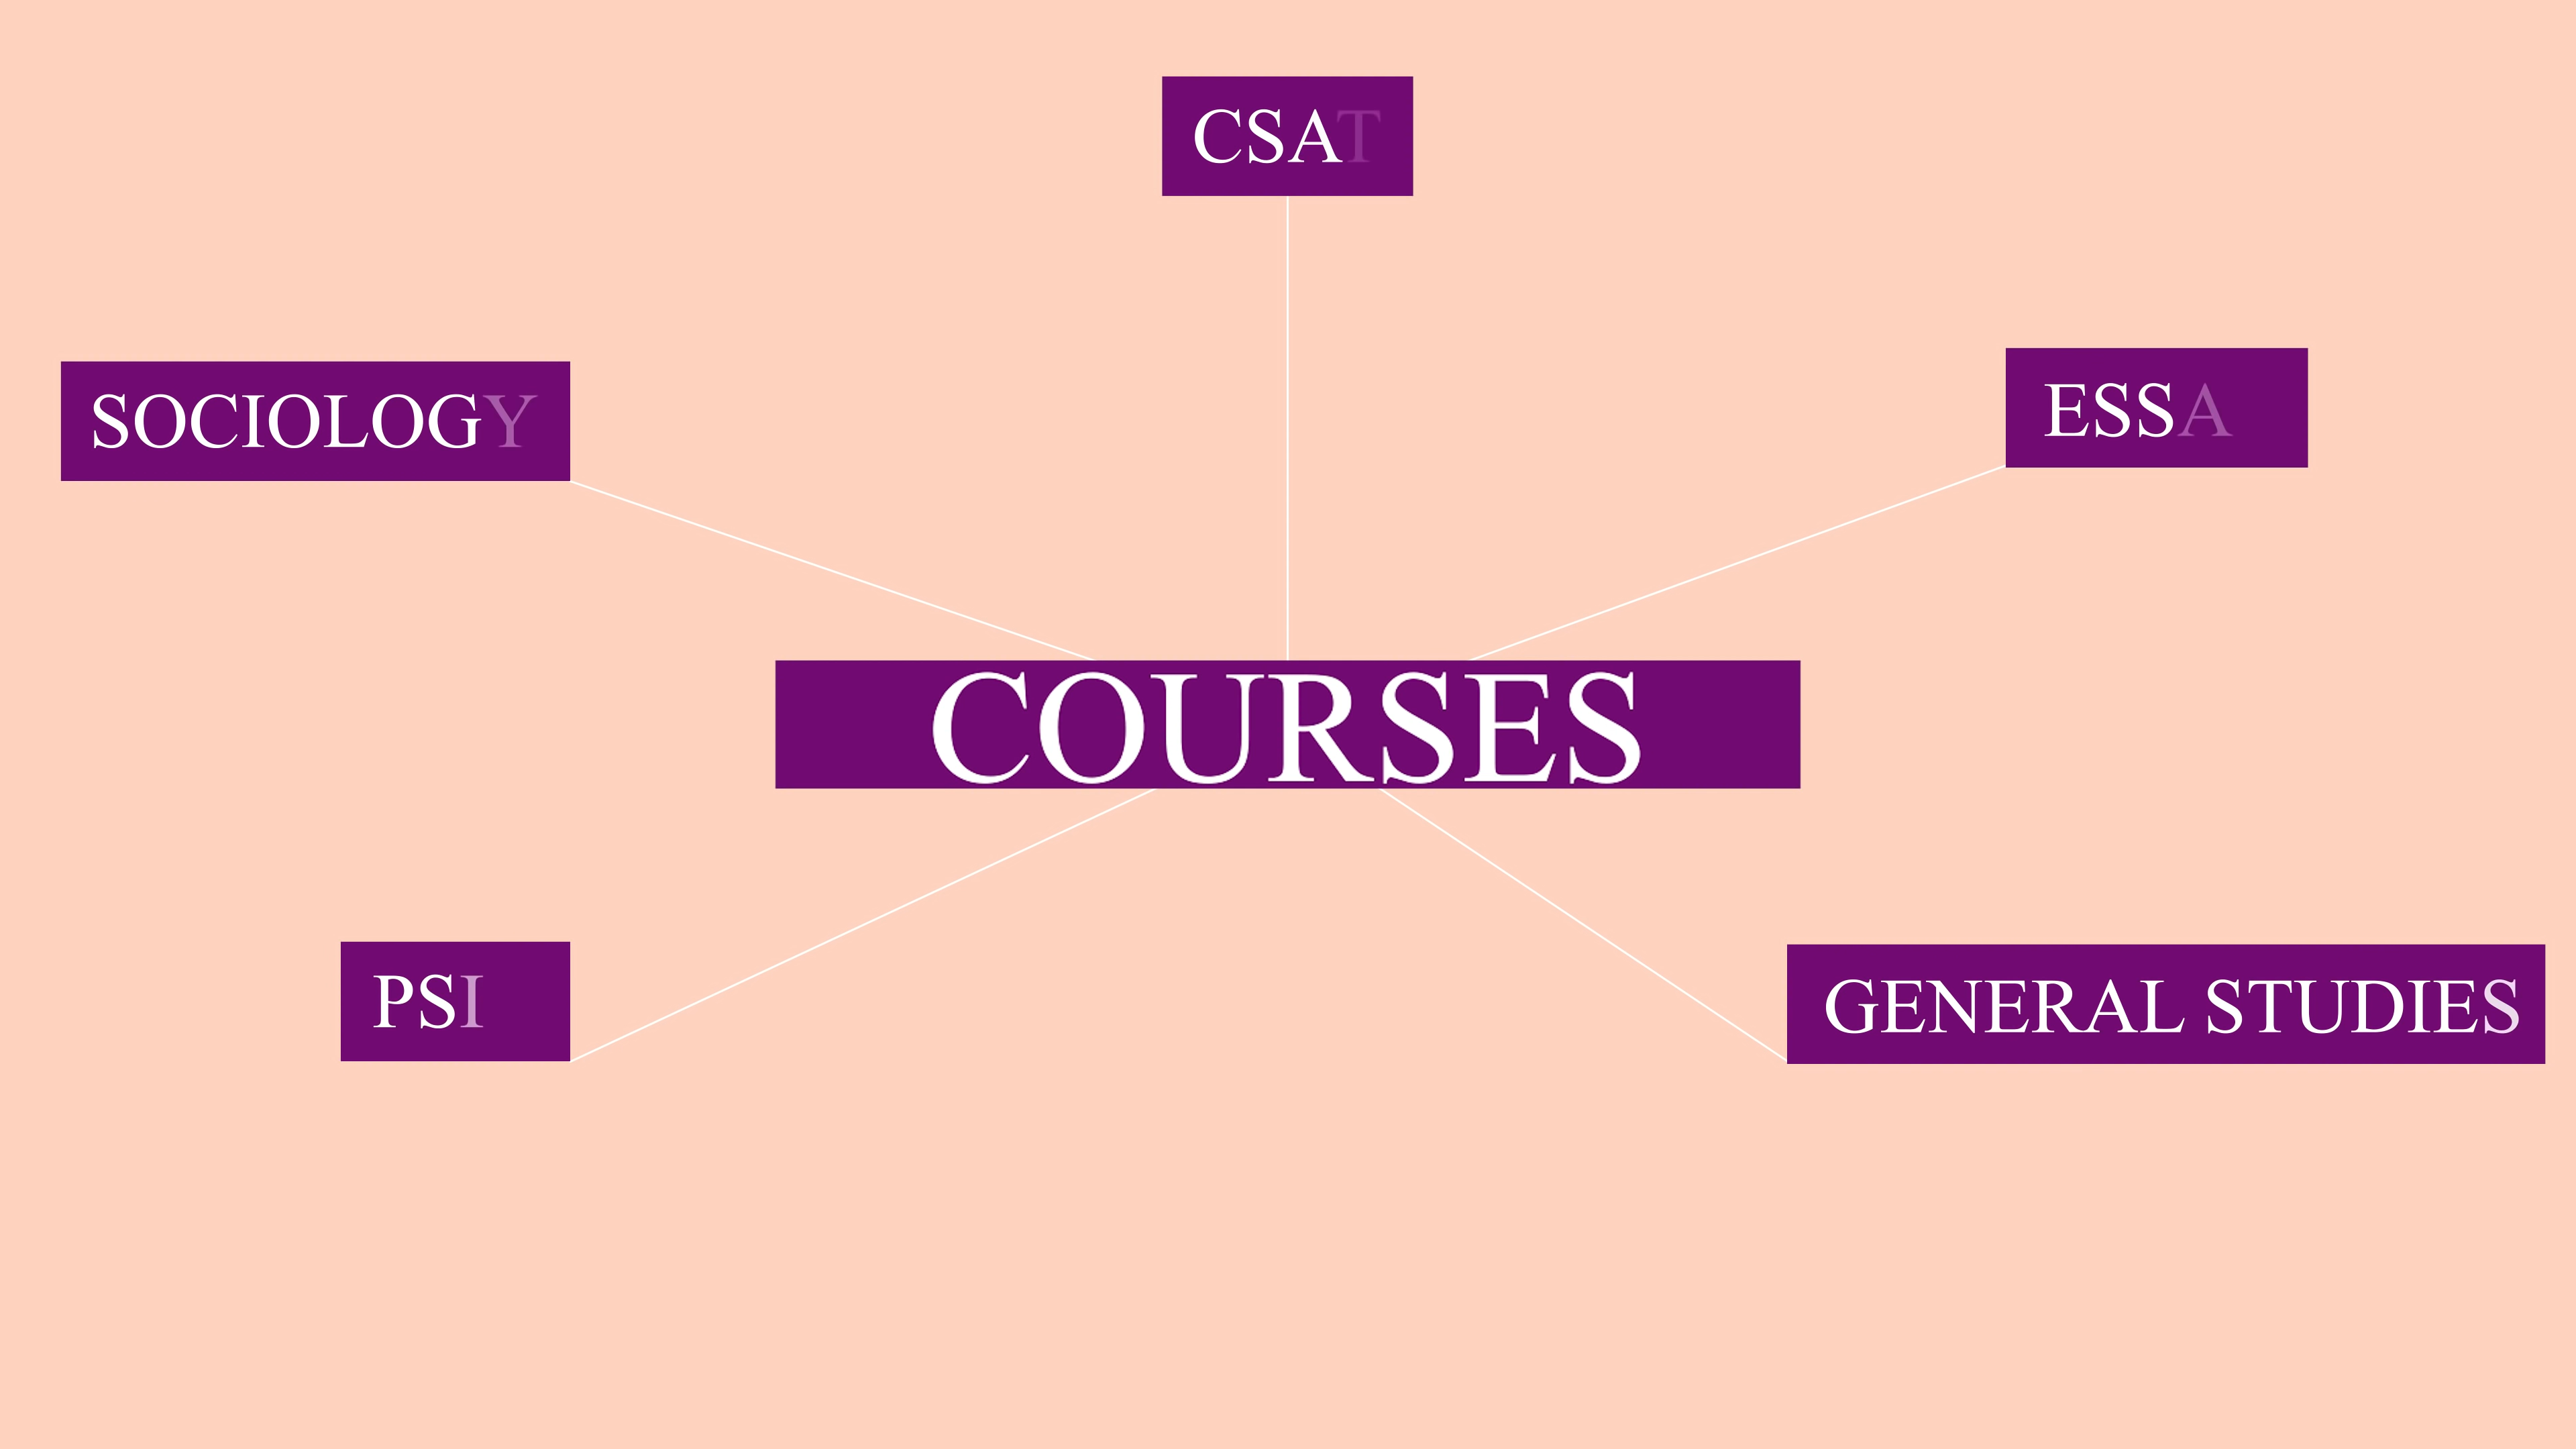 CSAT
SOCIOLOGY
ESSA
COURSES
PSI
GENERAL STUDIES